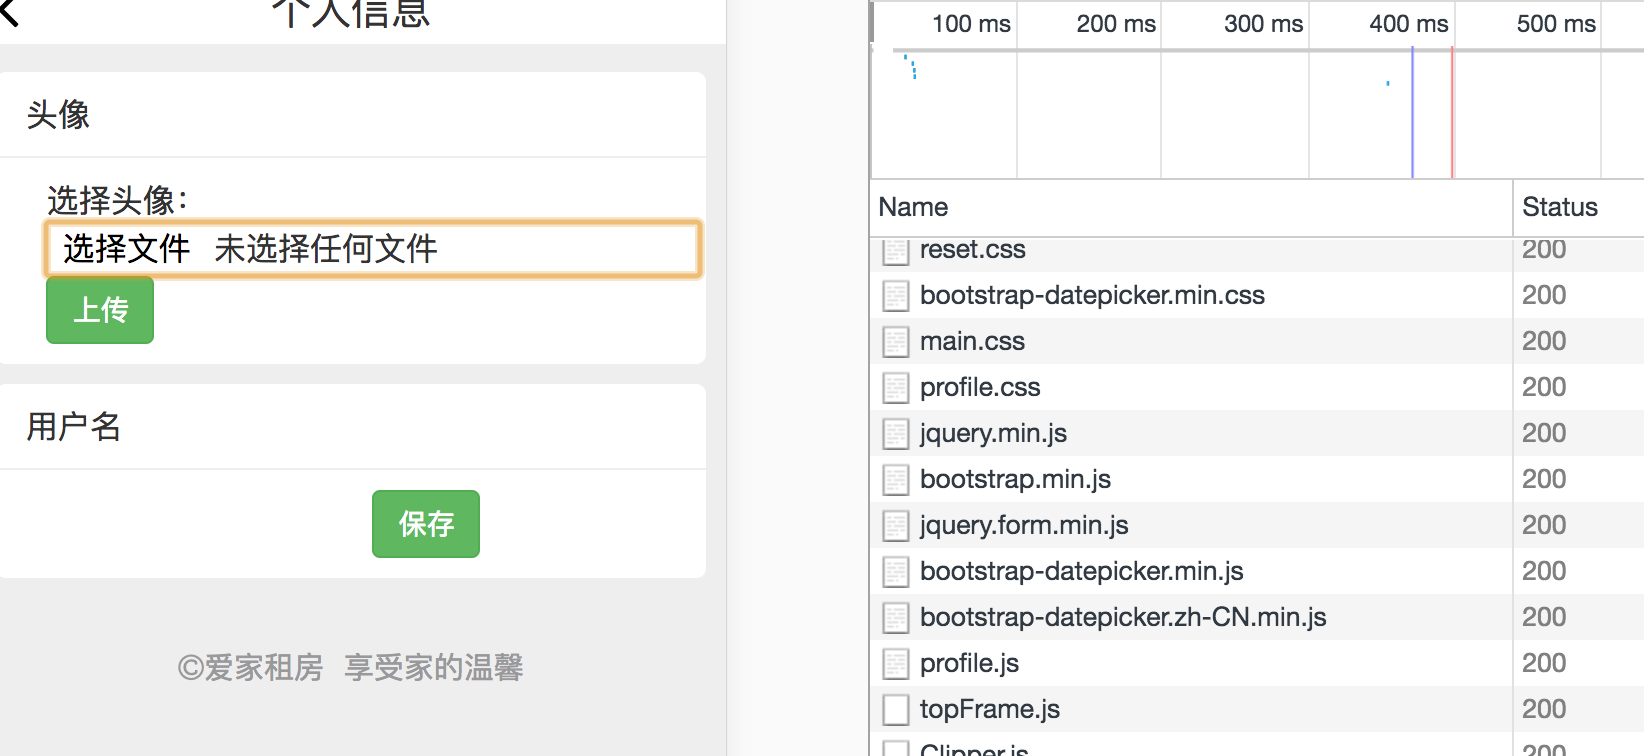 个人信息
头像
选择头像：
选择文件 未选择任何文件
上传
用户名
保存
©爱家租房 享受家的温馨
100 ms 200 ms 300 ms 400 ms 500 ms
Name Status
reset.css 200
bootstrap-datepicker.min.css 200
main.css 200
profile.css 200
jquery.min.js 200
bootstrap.min.js 200
jquery.form.min.js 200
bootstrap-datepicker.min.js 200
bootstrap-datepicker.zh-CN.min.js 200
profile.js 200
topFrame.js 200
Clipper.js 200